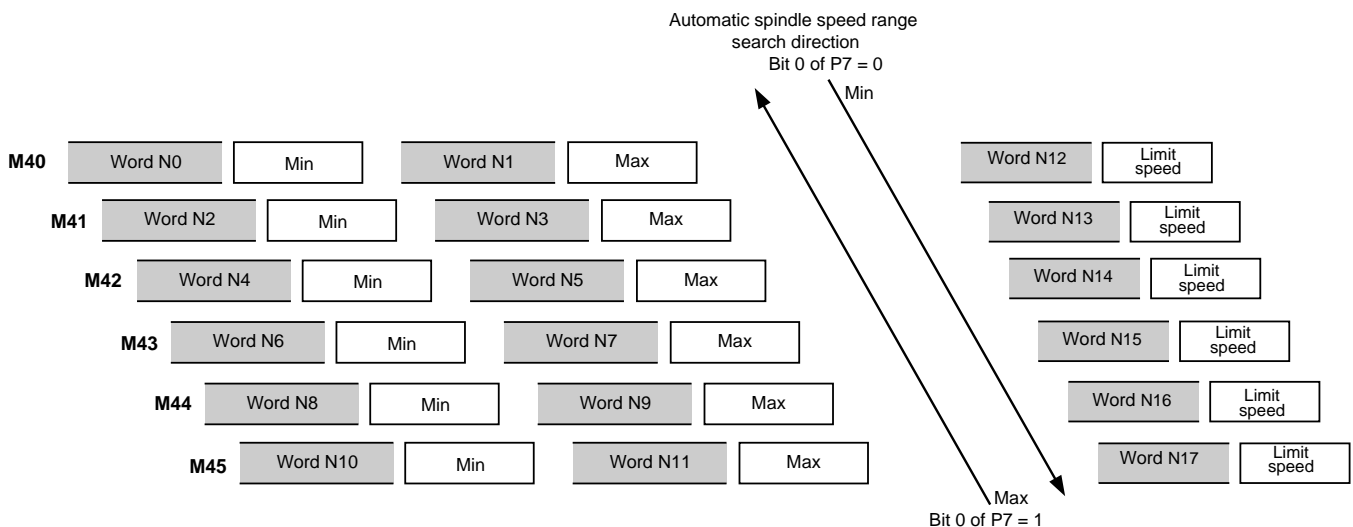 Automatic spindle speed range
search direction
Bit 0 of P7 = 0
Min
M40 Word N0 Min Word N1 Max Word N12 Limit speed
M41 Word N2 Min Word N3 Max Word N13 Limit speed
M42 Word N4 Min Word N5 Max Word N14 Limit speed
M43 Word N6 Min Word N7 Max Word N15 Limit speed
M44 Word N8 Min Word N9 Max Word N16 Limit speed
M45 Word N10 Min Word N11 Max Word N17 Limit speed
Max
Bit 0 of P7 = 1